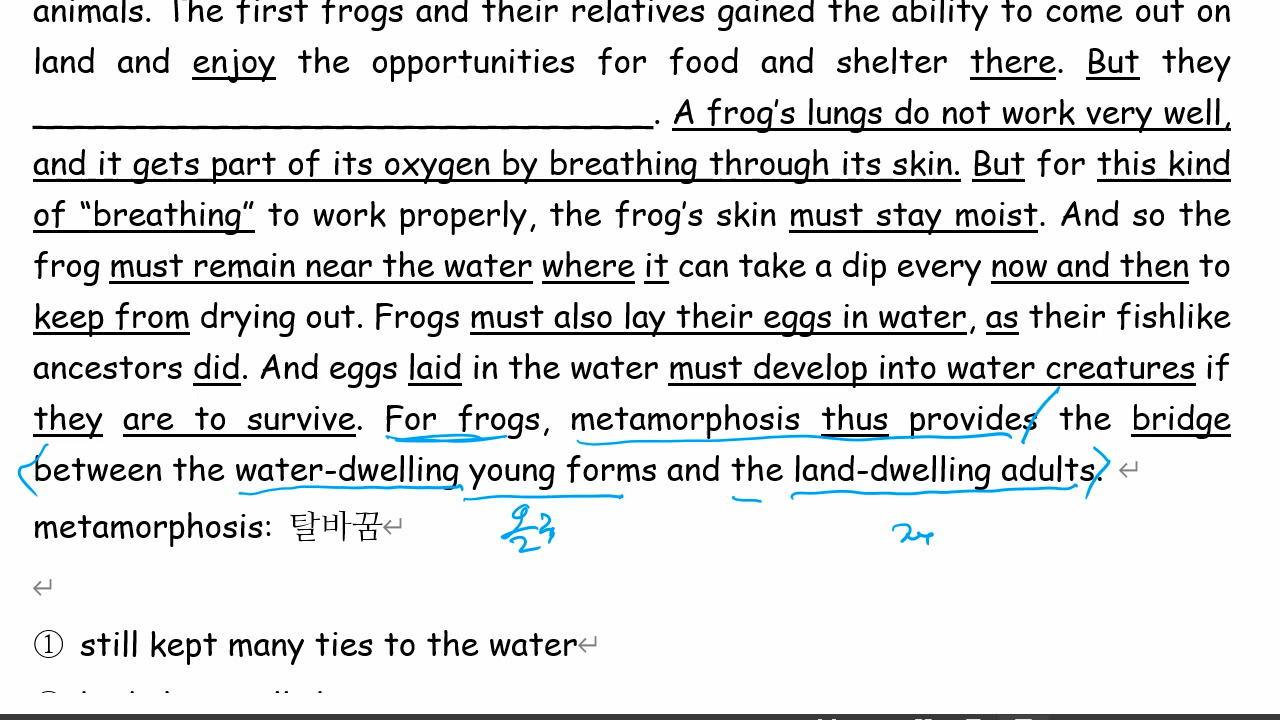 animals. The first frogs and their relatives gained the ability to come out on
land and enjoy the opportunities for food and shelter there. But they
_________________________________. A frog’s lungs do not work very well,
and it gets part of its oxygen by breathing through its skin. But for this kind
of “breathing” to work properly, the frog’s skin must stay moist. And so the
frog must remain near the water where it can take a dip every now and then to
keep from drying out. Frogs must also lay their eggs in water, as their fishlike
ancestors did. And eggs laid in the water must develop into water creatures if
they are to survive. For frogs, metamorphosis thus provides the bridge
between the water-dwelling young forms and the land-dwelling adults.
metamorphosis: 탈바꿈
① still kept many ties to the water